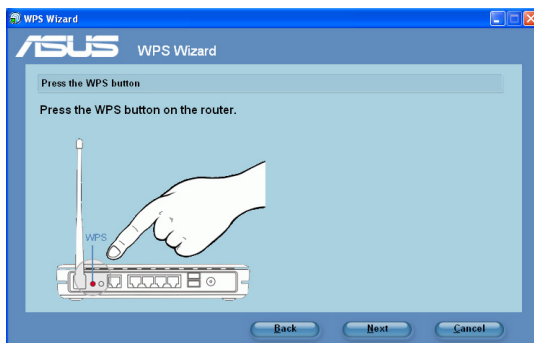 WPS Wizard
ASUS WPS Wizard
Press the WPS button
Press the WPS button on the router.
WPS
Back Next Cancel